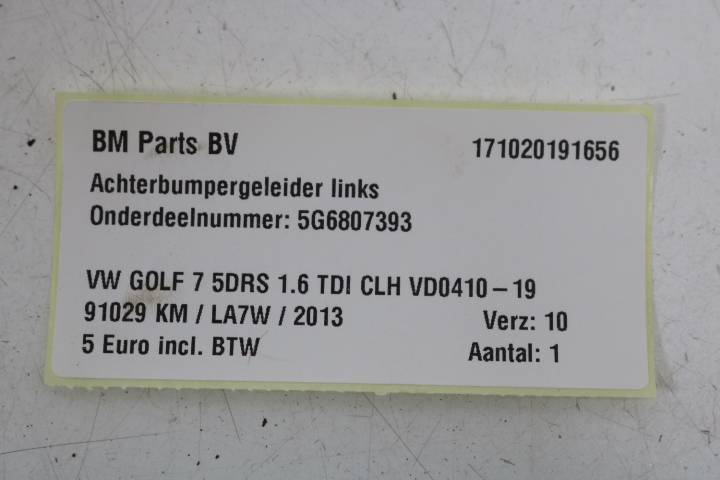 BM Parts BV 171020191656
Achterbumpergeleider links
Onderdeelnummer: 5G6807393
VW GOLF 7 5DRS 1.6 TDI CLH VD0410-19
91029 KM / LA7W / 2013 Verz: 10
5 Euro incl. BTW Aantal: 1